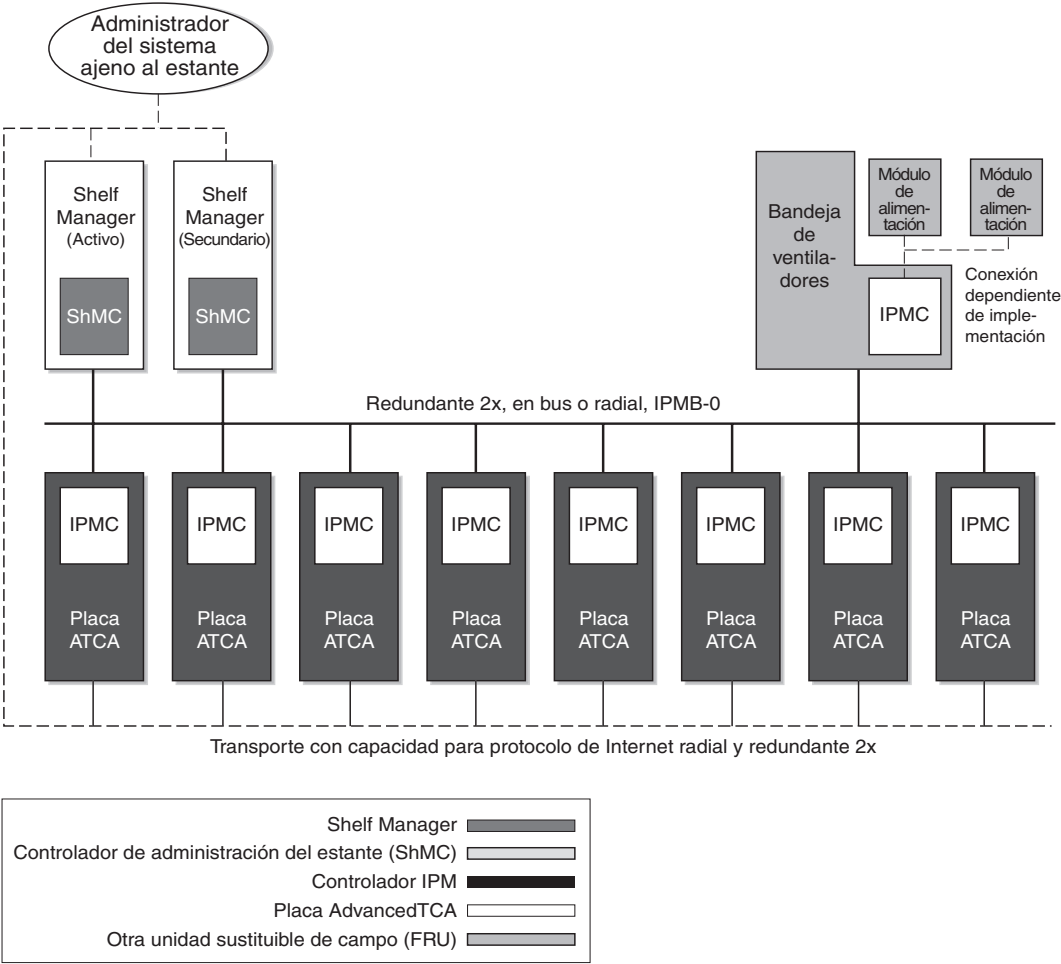 Administrador
del sistema
ajeno al estante
Shelf
Manager
(Activo)
ShMC
Shelf
Manager
(Secundario)
ShMC
Bandeja
de
ventila-
dores
Módulo
de
alimen-
tación
Módulo
de
alimen-
tación
IPMC
Conexión
dependiente
de imple-
mentación
Redundante 2x, en bus o radial, IPMB-0
IPMC
Placa
ATCA
IPMC
Placa
ATCA
IPMC
Placa
ATCA
IPMC
Placa
ATCA
IPMC
Placa
ATCA
IPMC
Placa
ATCA
IPMC
Placa
ATCA
IPMC
Placa
ATCA
Transporte con capacidad para protocolo de Internet radial y redundante 2x
Shelf Manager
Controlador de administración del estante (ShMC)
Controlador IPM
Placa AdvancedTCA
Otra unidad sustituible de campo (FRU)